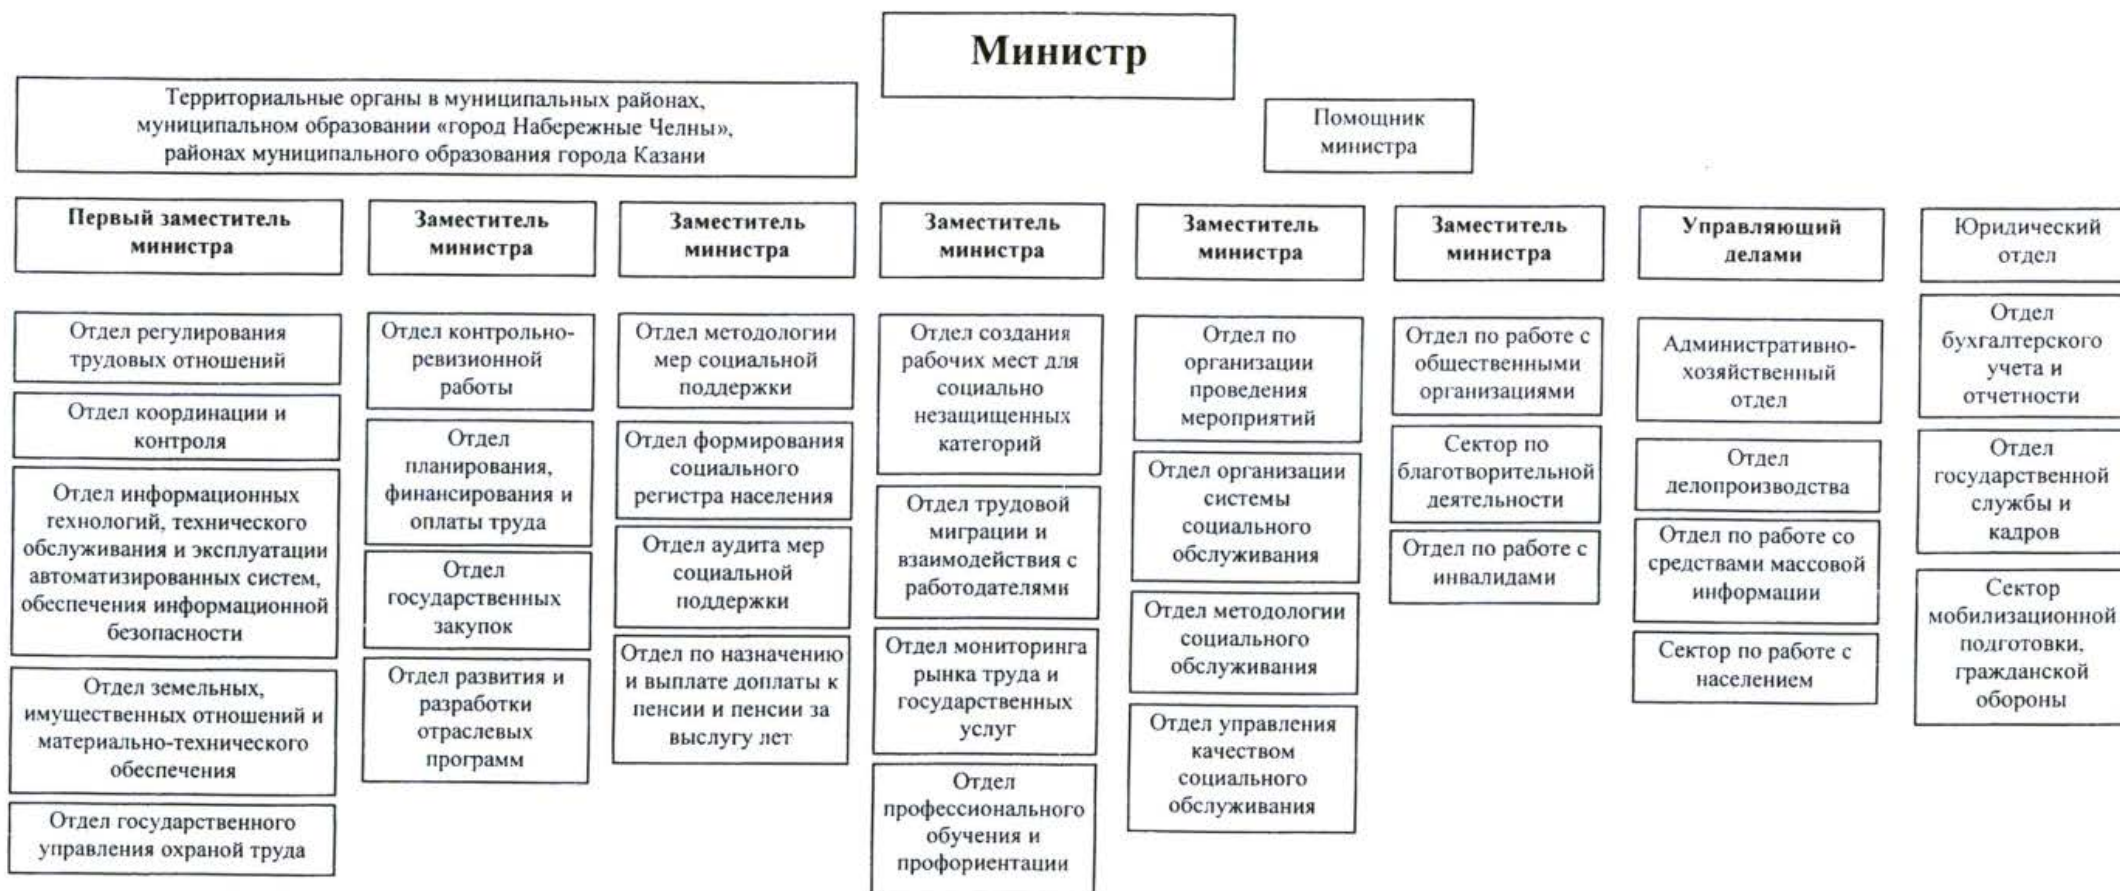 Министр
Территориальные органы в муниципальных районах,
муниципальном образовании «город Набережные Челны»,
районах муниципального образования города Казани
Помощник
министра
Первый заместитель
министра
Заместитель
министра
Заместитель
министра
Заместитель
министра
Заместитель
министра
Заместитель
министра
Управляющий
делами
Юридический
отдел
Отдел регулирования
трудовых отношений
Отдел координации и
контроля
Отдел информационных
технологий, технического
обслуживания и эксплуатации
автоматизированных систем,
обеспечения информационной
безопасности
Отдел земельных,
имущественных отношений и
материально-технического
обеспечения
Отдел государственного
управления охраной труда
Отдел контрольно-
ревизионной
работы
Отдел
планирования,
финансирования и
оплаты труда
Отдел
государственных
закупок
Отдел развития и
разработки
отраслевых
программ
Отдел методологии
мер социальной
поддержки
Отдел формирования
социального
регистра населения
Отдел аудита мер
социальной
поддержки
Отдел по назначению
и выплате доплаты к
пенсии и пенсии за
выслугу лет
Отдел создания
рабочих мест для
социально
незащищенных
категорий
Отдел трудовой
миграции и
взаимодействия с
работодателями
Отдел мониторинга
рынка труда и
государственных
услуг
Отдел
профессионального
обучения и
профориентации
Отдел по
организации
проведения
мероприятий
Отдел организации
системы
социального
обслуживания
Отдел методологии
социального
обслуживания
Отдел управления
качеством
социального
обслуживания
Отдел по работе с
общественными
организациями
Сектор по
благотворительной
деятельности
Отдел по работе с
инвалидами
Административно-
хозяйственный
отдел
Отдел
делопроизводства
Отдел по работе со
средствами массовой
информации
Сектор по работе с
населением
Отдел
бухгалтерского
учета и
отчетности
Отдел
государственной
службы и
кадров
Сектор
мобилизационной
подготовки,
гражданской
обороны